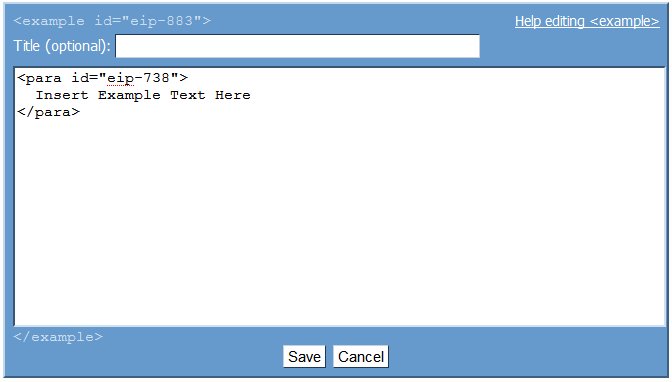 <example id="eip-883"> Help editing <example>
Title (optional):
<para id="eip-738">
  Insert Example Text Here
</para>
</example>
Save Cancel